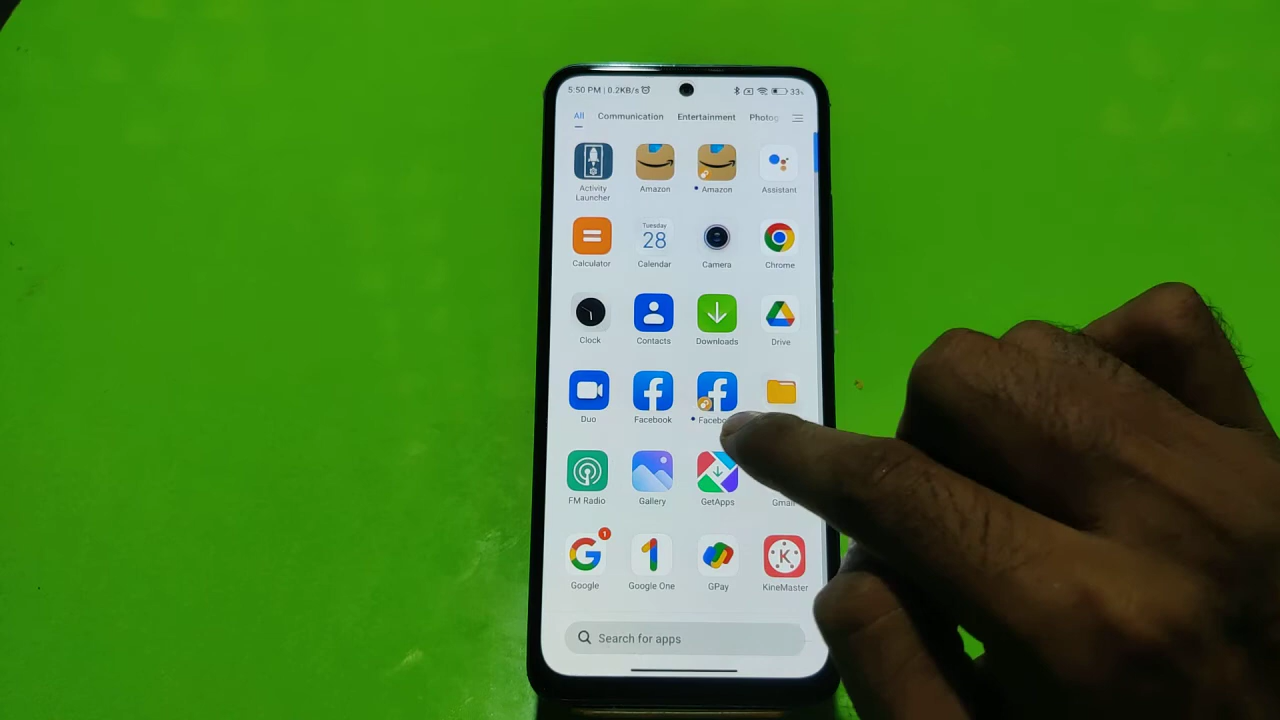 5:50 PM | 0.2KB/s
33%
All Communication Entertainment Photog
Activity Launcher
Amazon
Amazon
Assistant
Calculator
Tuesday
28
Calendar
Camera
Chrome
Clock
Contacts
Downloads
Drive
Duo
Facebook
FM Radio
Gallery
GetApps
Gmail
1
Google
Google One
GPay
K
KineMaster
Search for apps